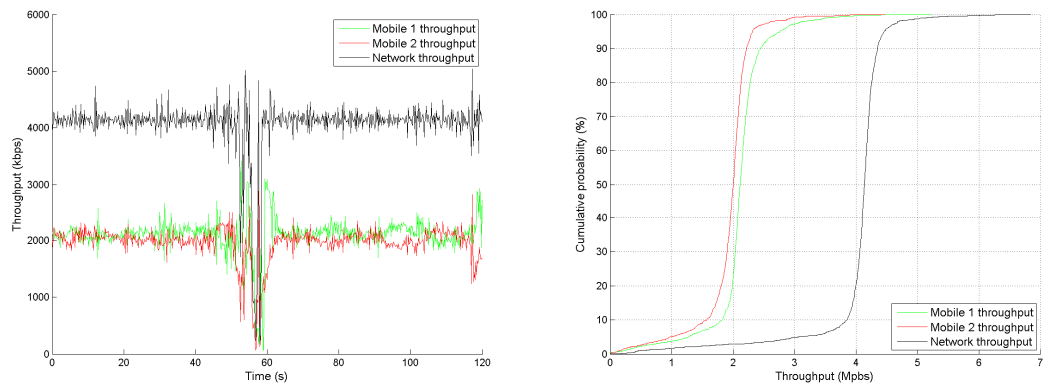 6000
5000
4000
3000
2000
1000
0
Throughput (kbps)
0 20 40 60 80 100 120
Time (s)
Mobile 1 throughput
Mobile 2 throughput
Network throughput
100
90
80
70
60
50
40
30
20
10
0
Cumulative probability (%)
0 1 2 3 4 5 6 7
Throughput (Mpbs)
Mobile 1 throughput
Mobile 2 throughput
Network throughput